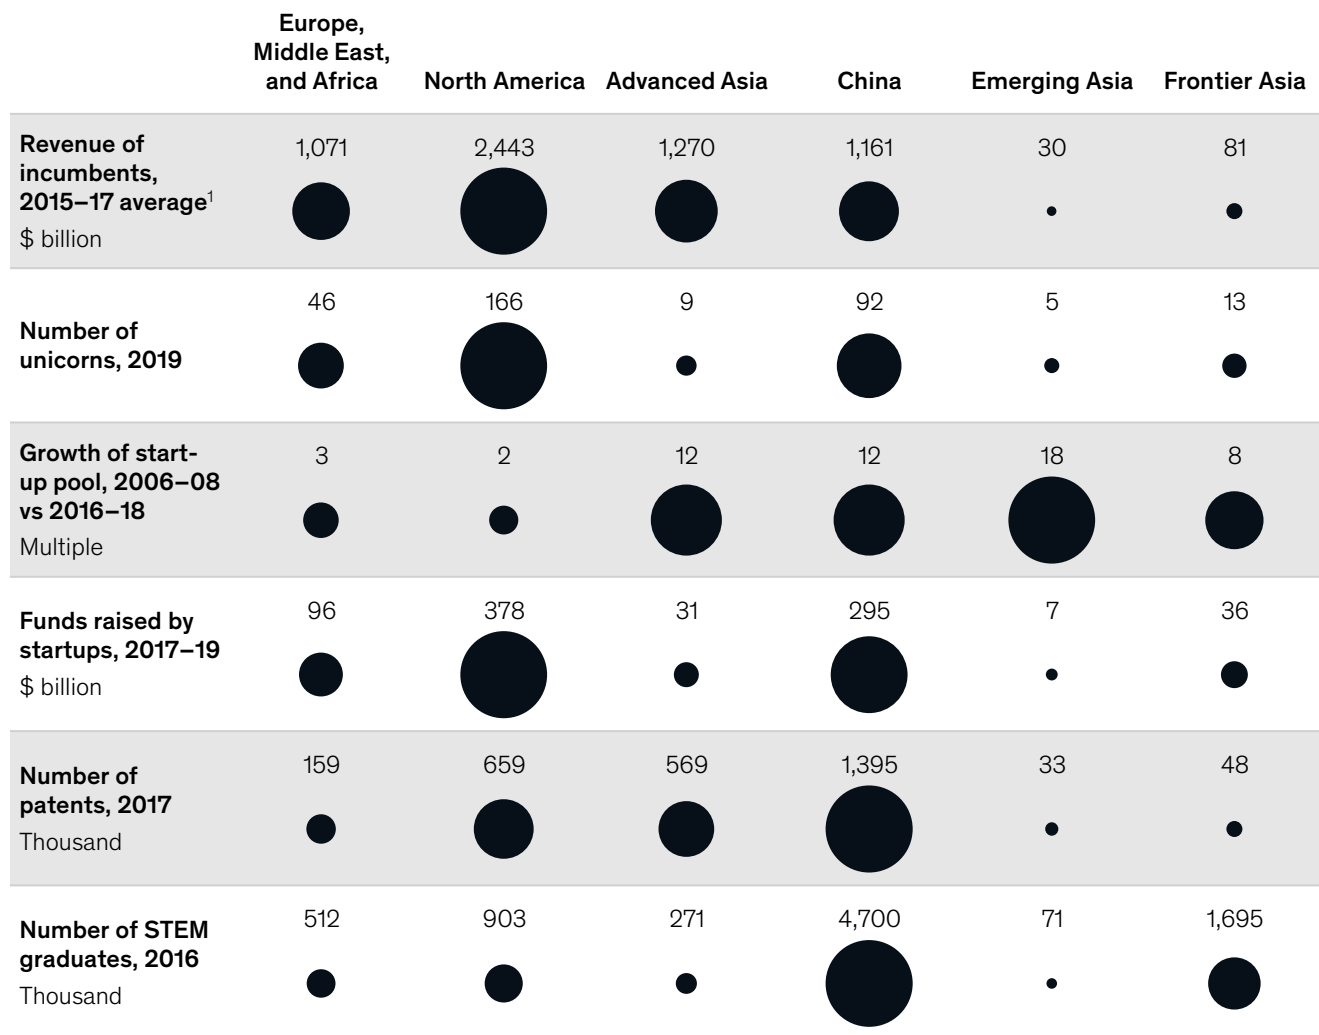 Europe,
Middle East,
and Africa
North America
Advanced Asia
China
Emerging Asia
Frontier Asia
Revenue of
incumbents,
2015–17 average¹
$ billion
1,071
2,443
1,270
1,161
30
81
Number of
unicorns, 2019
46
166
9
92
5
13
Growth of start-
up pool, 2006–08
vs 2016–18
Multiple
3
2
12
12
18
8
Funds raised by
startups, 2017–19
$ billion
96
378
31
295
7
36
Number of
patents, 2017
Thousand
159
659
569
1,395
33
48
Number of STEM
graduates, 2016
Thousand
512
903
271
4,700
71
1,695